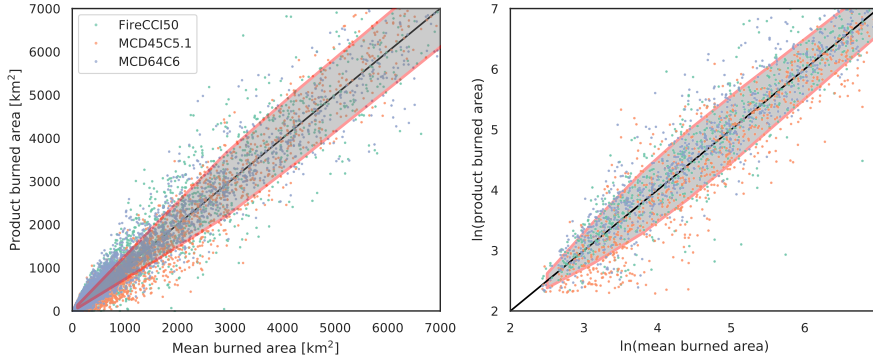 FireCCI50
MCD45C5.1
MCD64C6
7000
6000
5000
4000
3000
2000
1000
0
Product burned area [km²]
0 1000 2000 3000 4000 5000 6000 7000
Mean burned area [km²]
7
6
5
4
3
2
ln(product burned area)
2 3 4 5 6
ln(mean burned area)